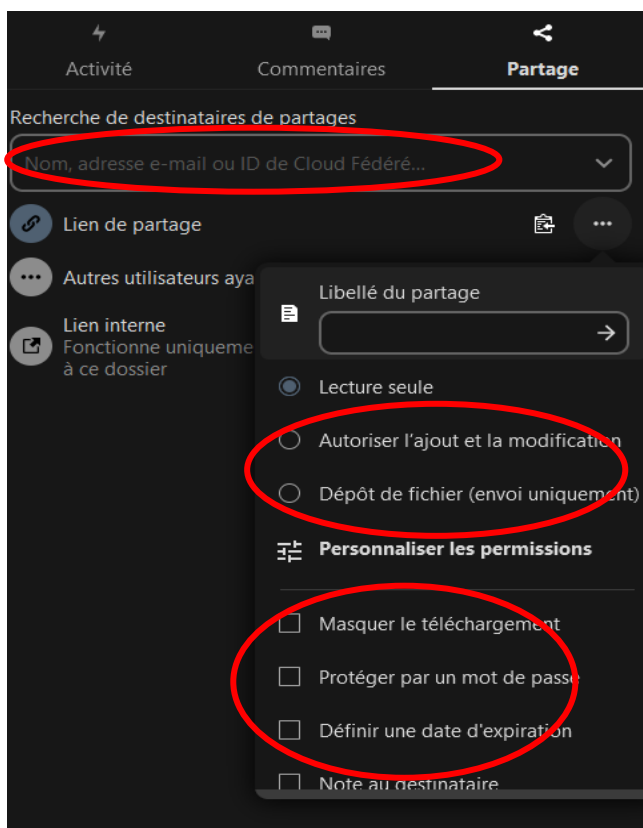 Activité
Commentaires
Partage
Recherche de destinataires de partages
Nom, adresse e-mail ou ID de Cloud Fédéré...
Lien de partage
Autres utilisateurs aya
Libellé du partage
Lien interne
Fonctionne uniqueme
à ce dossier
Lecture seule
Autoriser l'ajout et la modification
Dépôt de fichier (envoi uniquement)
Personnaliser les permissions
Masquer le téléchargement
Protéger par un mot de passe
Définir une date d'expiration
Note au destinataire